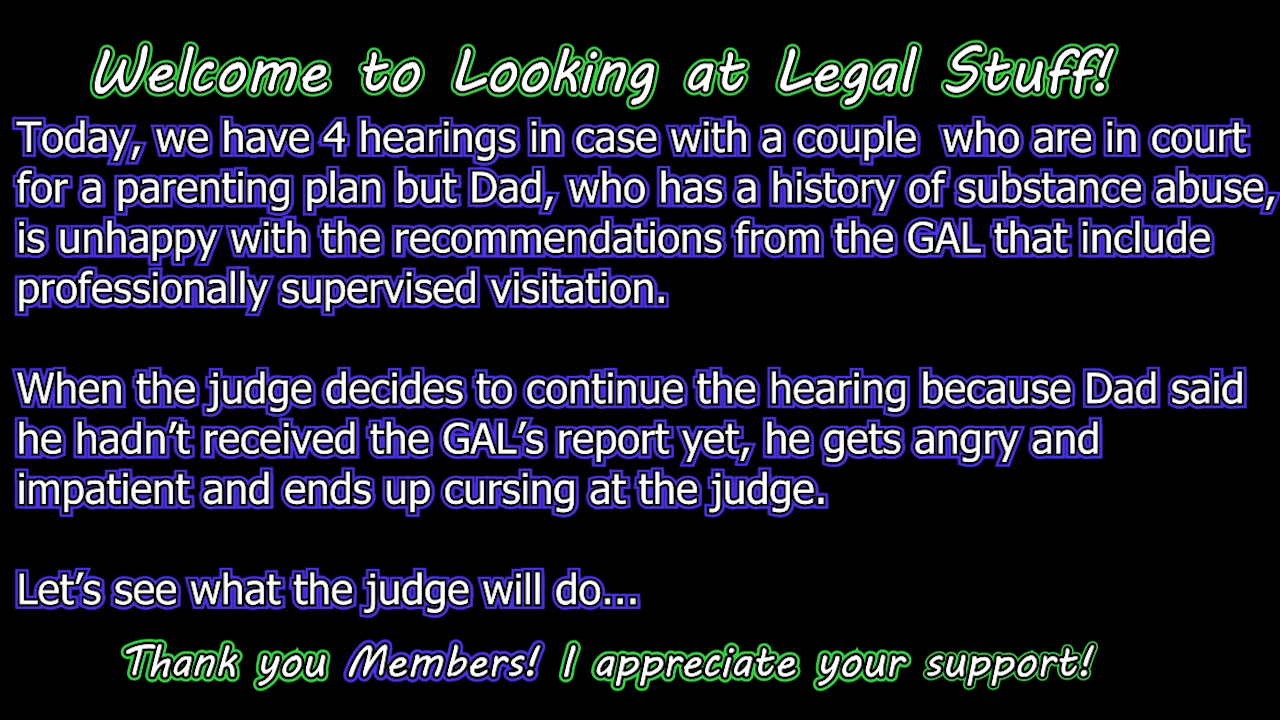 Welcome to Looking at Legal Stuff!
Today, we have 4 hearings in case with a couple  who are in court
for a parenting plan but Dad, who has a history of substance abuse,
is unhappy with the recommendations from the GAL that include
professionally supervised visitation.
When the judge decides to continue the hearing because Dad said
he hadn’t received the GAL’s report yet, he gets angry and
impatient and ends up cursing at the judge.
Let’s see what the judge will do...
Thank you Members! I appreciate your support!